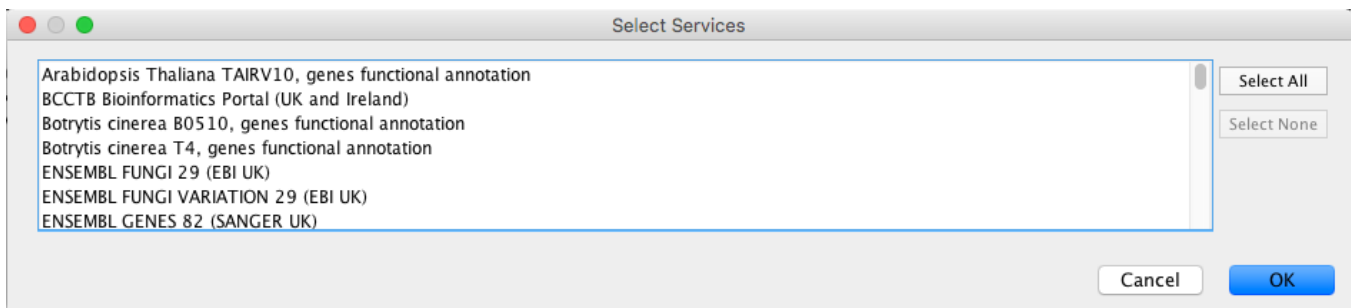 Select Services
Arabidopsis Thaliana TAIRV10, genes functional annotation
Select All
BCCTB Bioinformatics Portal (UK and Ireland)
Botrytis cinerea B0510, genes functional annotation
Select None
Botrytis cinerea T4, genes functional annotation
ENSEMBL FUNGI 29 (EBI UK)
ENSEMBL FUNGI VARIATION 29 (EBI UK)
ENSEMBL GENES 82 (SANGER UK)
Cancel
OK